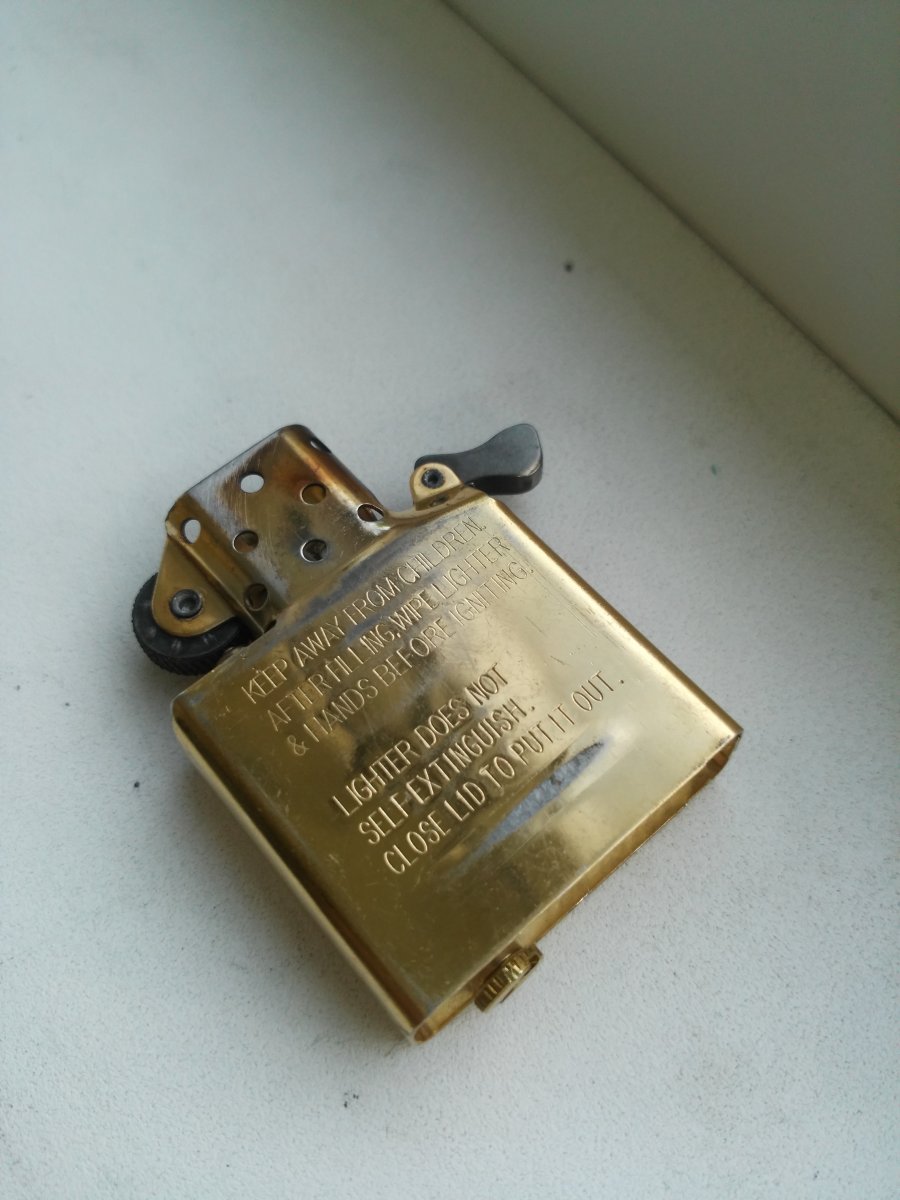 KEEP AWAY FROM CHILDREN.
AFTER FILLING, WIPE LIGHTER
& HANDS BEFORE IGNITING.
LIGHTER DOES NOT
SELF EXTINGUISH.
CLOSE LID TO PUT IT OUT.